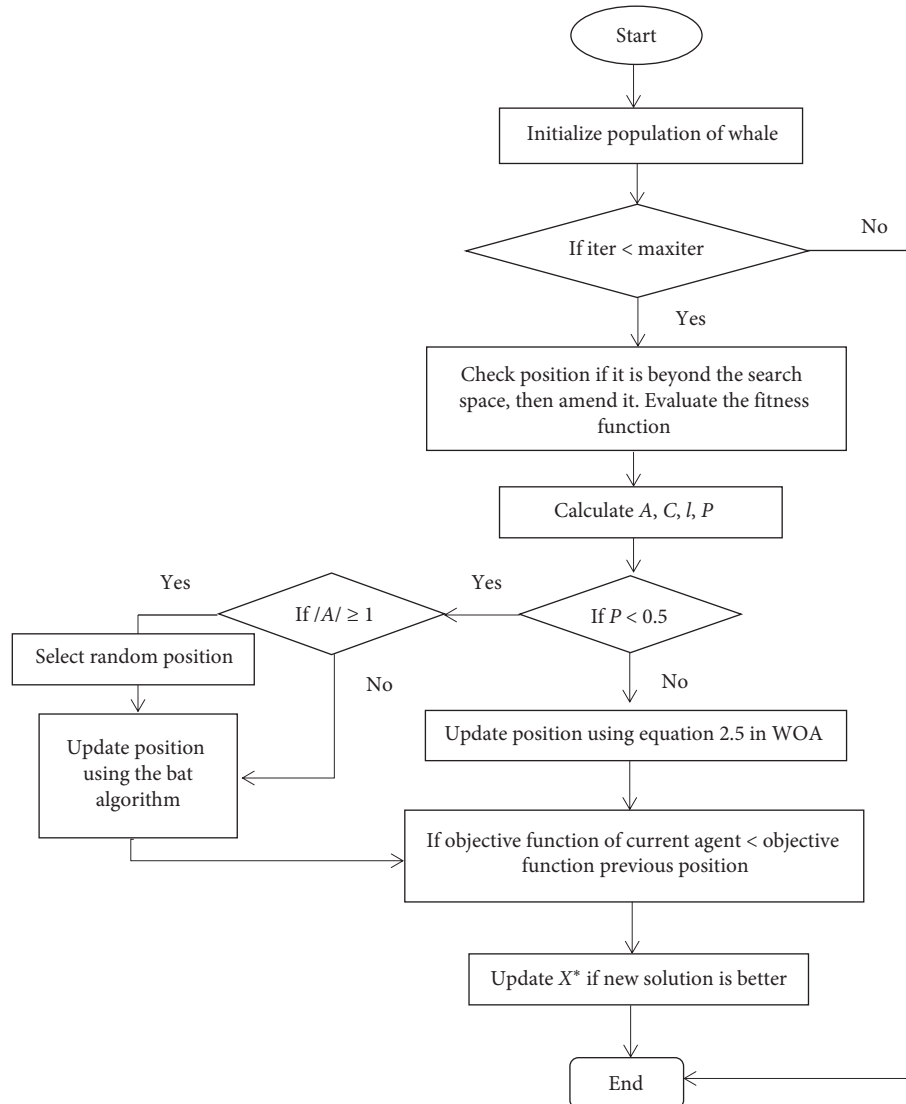 Start
Initialize population of whale
If iter < maxiter
No
Yes
Check position if it is beyond the search
space, then amend it. Evaluate the fitness
function
Calculate A, C, l, P
If P < 0.5
Yes
If /A/ ≥ 1
Yes
Select random position
No
No
Update position
using the bat
algorithm
Update position using equation 2.5 in WOA
If objective function of current agent < objective
function previous position
Update X* if new solution is better
End